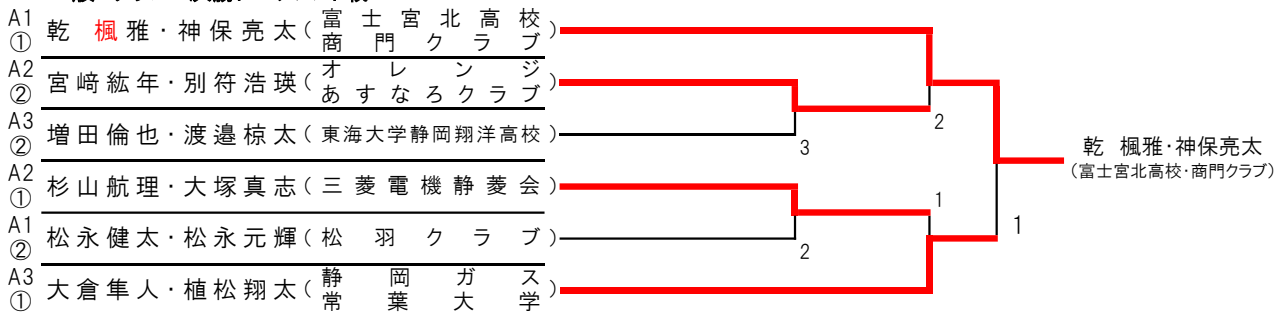 A1 ① 乾 楓雅・神保亮太(富士宮北高校 商門クラブ)
A2 ② 宮﨑紘年・別符浩瑛(オレンジ あすなろクラブ)
2
A3 ② 増田倫也・渡邉椋太(東海大学静岡翔洋高校)
3
乾 楓雅・神保亮太
(富士宮北高校・商門クラブ)
A2 ① 杉山航理・大塚真志(三菱電機静菱会)
1
1
A1 ② 松永健太・松永元輝(松羽クラブ)
2
A3 ① 大倉隼人・植松翔太(静岡ガス 常葉大学)